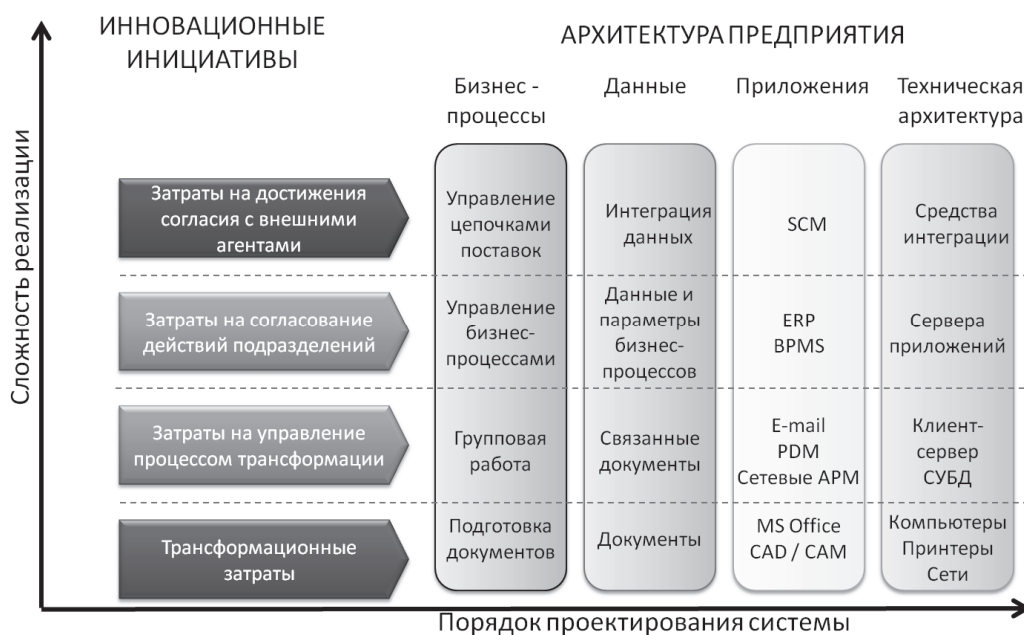 ИННОВАЦИОННЫЕ
ИНИЦИАТИВЫ
АРХИТЕКТУРА ПРЕДПРИЯТИЯ
Бизнес -
процессы
Данные
Приложения
Техническая
архитектура
Сложность реализации
Затраты на достижения
согласия с внешними
агентами
Управление
цепочками
поставок
Интеграция
данных
SCM
Средства
интеграции
Затраты на согласование
действий подразделений
Управление
бизнес-
процессами
Данные и
параметры
бизнес-
процессов
ERP
BPMS
Сервера
приложений
Затраты на управление
процессом трансформации
Групповая
работа
Связанные
документы
E-mail
PDM
Сетевые АРМ
Клиент-
сервер
СУБД
Трансформационные
затраты
Подготовка
документов
Документы
MS Office
CAD / CAM
Компьютеры
Принтеры
Сети
Порядок проектирования системы